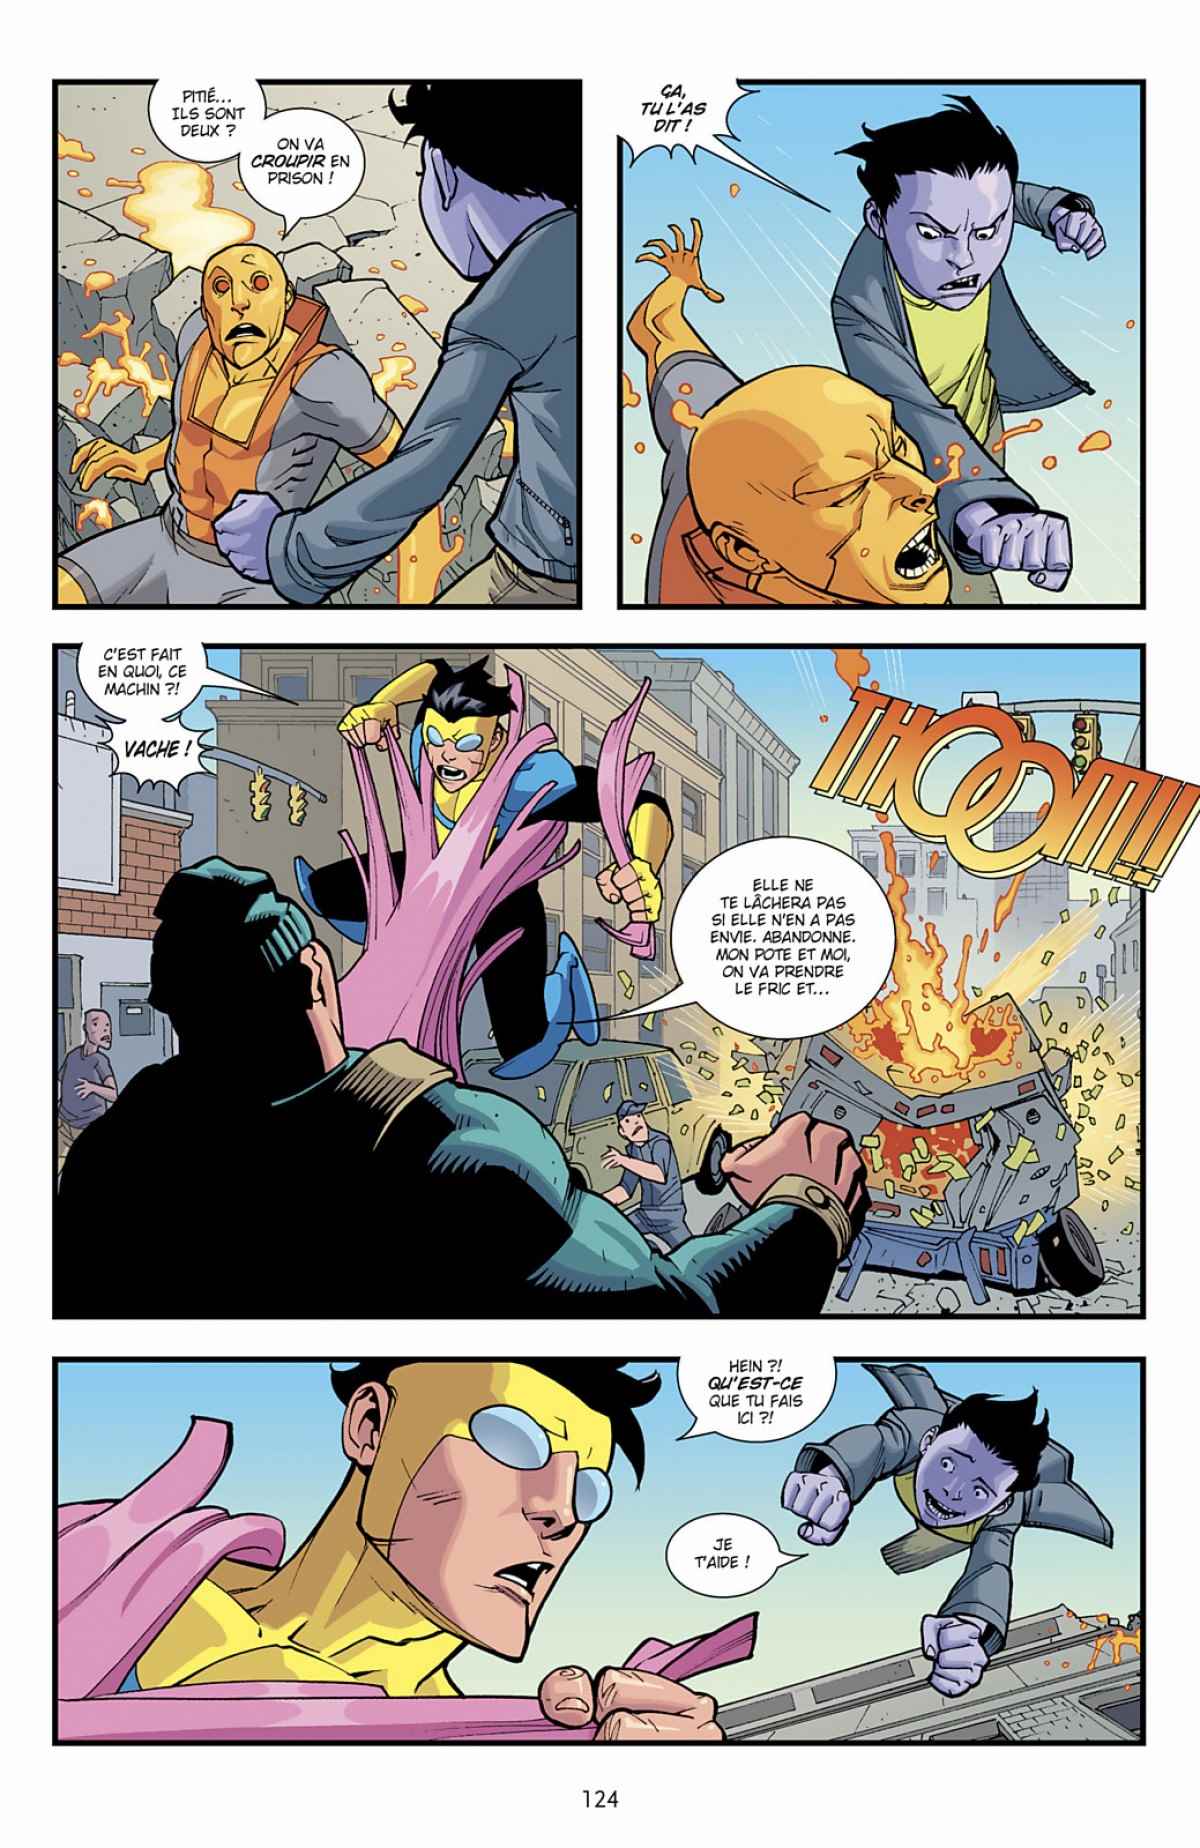 PITIÉ...
ILS SONT
DEUX ?
ON VA
CROUPIR EN
PRISON !
ÇA,
TU L'AS
DIT !
C'EST FAIT
EN QUOI, CE
MACHIN ?!
VACHE !
THOOOM!!
ELLE NE
TE LÂCHERA PAS
SI ELLE N'EN A PAS
ENVIE. ABANDONNE.
MON POTE ET MOI,
ON VA PRENDRE
LE FRIC ET...
HEIN ?!
QU'EST-CE
QUE TU FAIS
ICI ?!
JE
T'AIDE !
124